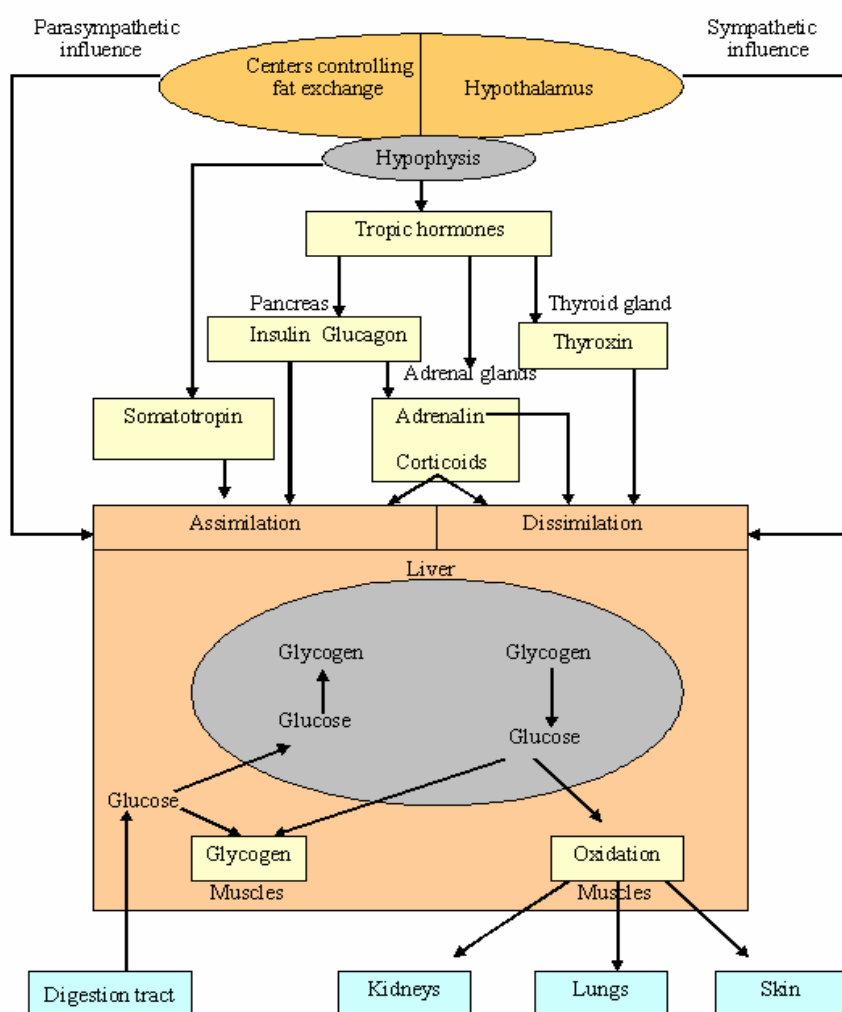 Parasympathetic
influence
Sympathetic
influence
Centers controlling
fat exchange
Hypothalamus
Hypophysis
Tropic hormones
Pancreas
Thyroid gland
Insulin Glucagon
Thyroxin
Adrenal glands
Somatotropin
Adrenalin
Corticoids
Assimilation
Dissimilation
Liver
Glycogen
Glycogen
Glucose
Glucose
Glucose
Glycogen
Oxidation
Muscles
Muscles
Digestion tract
Kidneys
Lungs
Skin